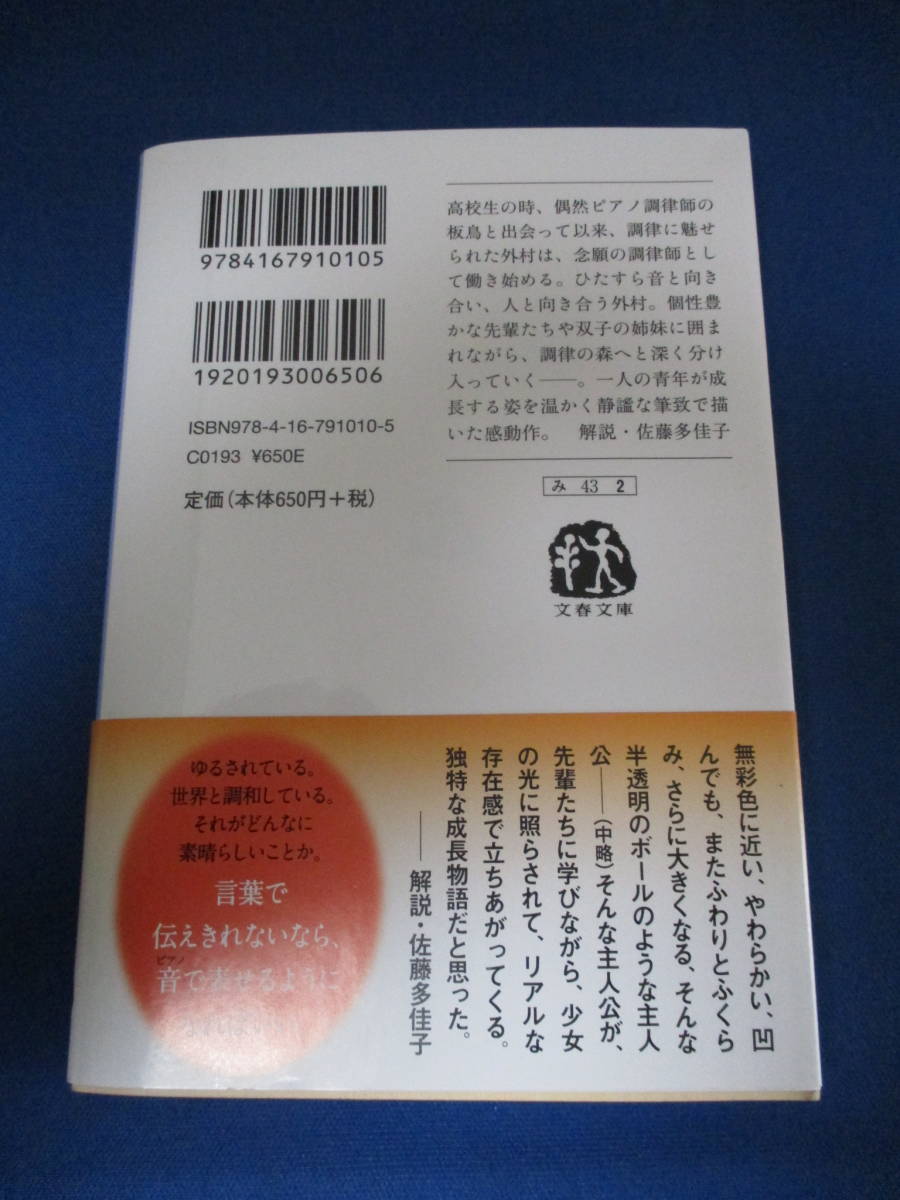 9784167910105
1920193006506
ISBN978-4-16-791010-5
C0193 ¥650E
定価(本体650円+税)
高校生の時、偶然ピアノ調律師の
板鳥と出会って以来、調律に魅せ
られた外村は、念願の調律師とし
て働き始める。ひたすら音と向き
合い、人と向き合う外村。個性豊
かな先輩たちや双子の姉妹に囲ま
れながら、調律の森へと深く分け
入っていく――。一人の青年が成
長する姿を温かく静謐な筆致で描
いた感動作。 解説・佐藤多佳子
み 43 2
文春文庫
無彩色に近い、やわらかい、凹
んでも、またふわりとふくら
み、さらに大きくなる、そんな
半透明のボールのような主人
公――(中略)そんな主人公が、
先輩たちに学びながら、少女
の光に照らされて、リアルな
存在感で立ちあがってくる。
独特な成長物語だと思った。
――解説・佐藤多佳子
ゆるされている。
世界と調和している。
それがどんなに
素晴らしいことか。
言葉で
伝えきれないなら、
ピアノ
音で表せるように